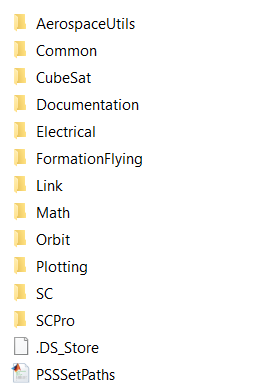 AerospaceUtils
Common
CubeSat
Documentation
Electrical
FormationFlying
Link
Math
Orbit
Plotting
SC
SCPro
.DS_Store
PSSSetPaths